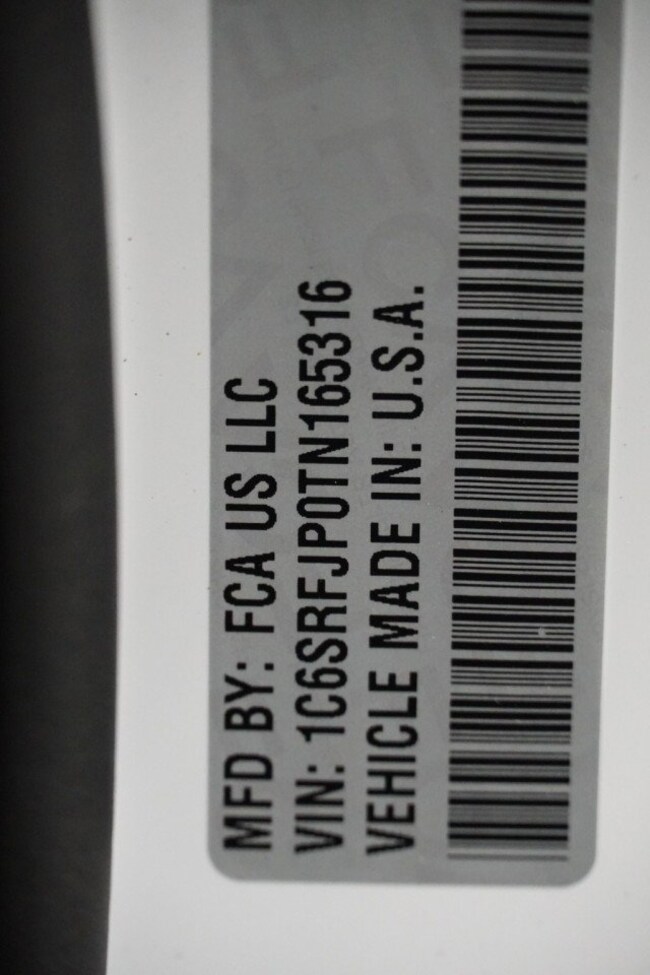 MFD BY: FCA US LLC
VIN: 1C6SRFJP0TN165316
VEHICLE MADE IN: U.S.A.